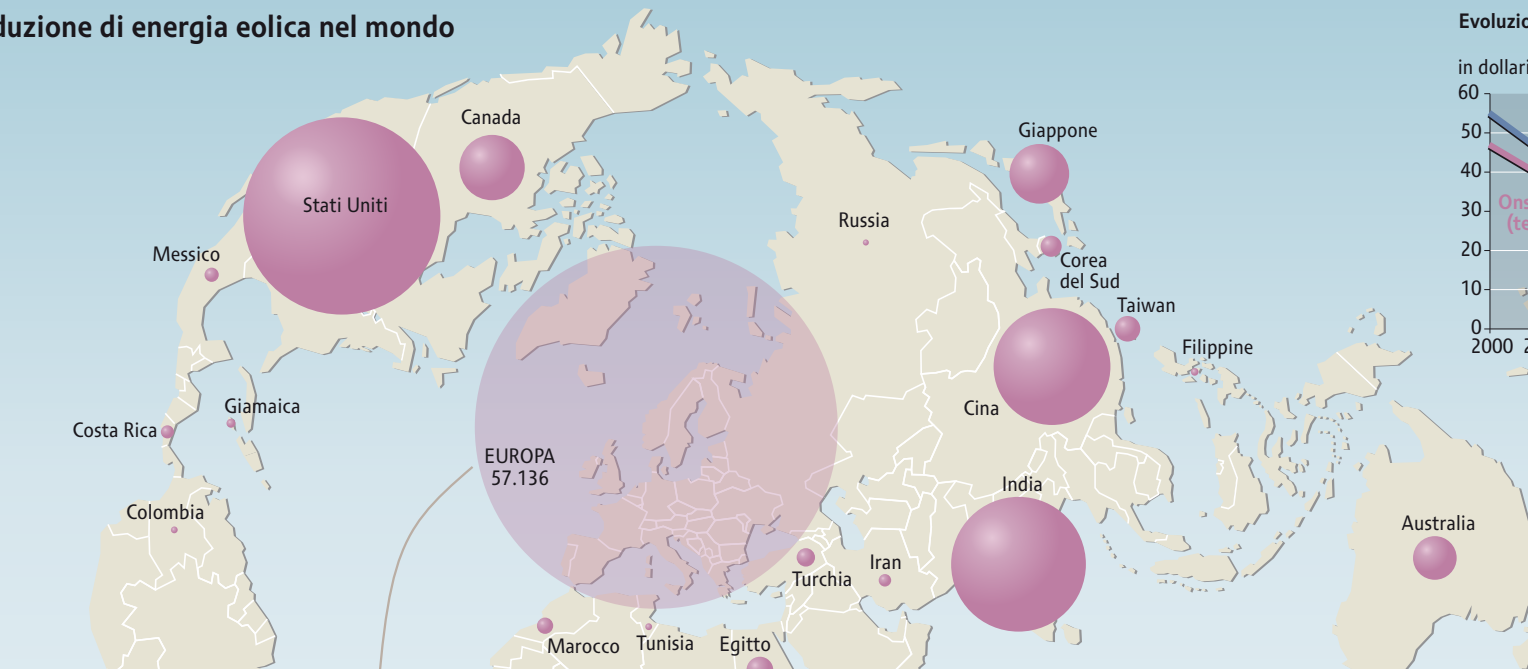 duzione di energia eolica nel mondo
Canada
Stati Uniti
Messico
Giamaica
Costa Rica
Colombia
EUROPA
57.136
Russia
Giappone
Corea
del Sud
Taiwan
Filippine
Cina
India
Australia
Turchia
Iran
Marocco
Tunisia
Egitto
Evoluzio
in dollari
60
50
40
30
20
10
0
2000
Ons
(te